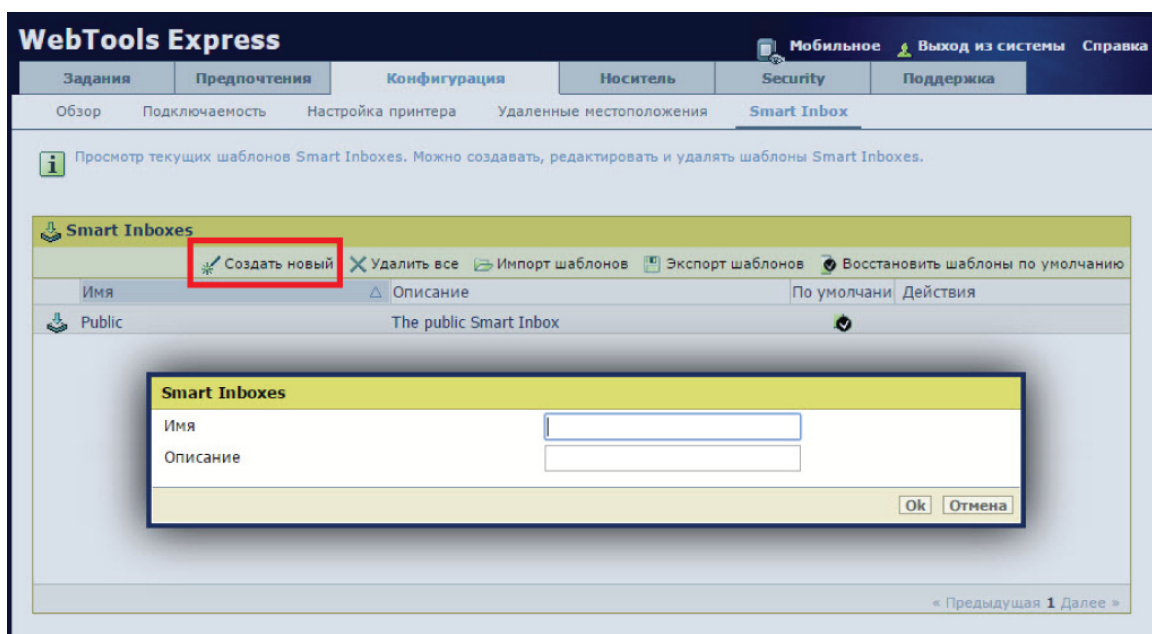 WebTools Express
Мобильное Выход из системы Справка
Задания Предпочтения Конфигурация Носитель Security Поддержка
Обзор Подключаемость Настройка принтера Удаленные местоположения Smart Inbox
Просмотр текущих шаблонов Smart Inboxes. Можно создавать, редактировать и удалять шаблоны Smart Inboxes.
Smart Inboxes
Создать новый Удалить все Импорт шаблонов Экспорт шаблонов Восстановить шаблоны по умолчанию
Имя Описание По умолчани Действия
Public The public Smart Inbox
Smart Inboxes
Имя
Описание
Ok Отмена
« Предыдущая 1 Далее »